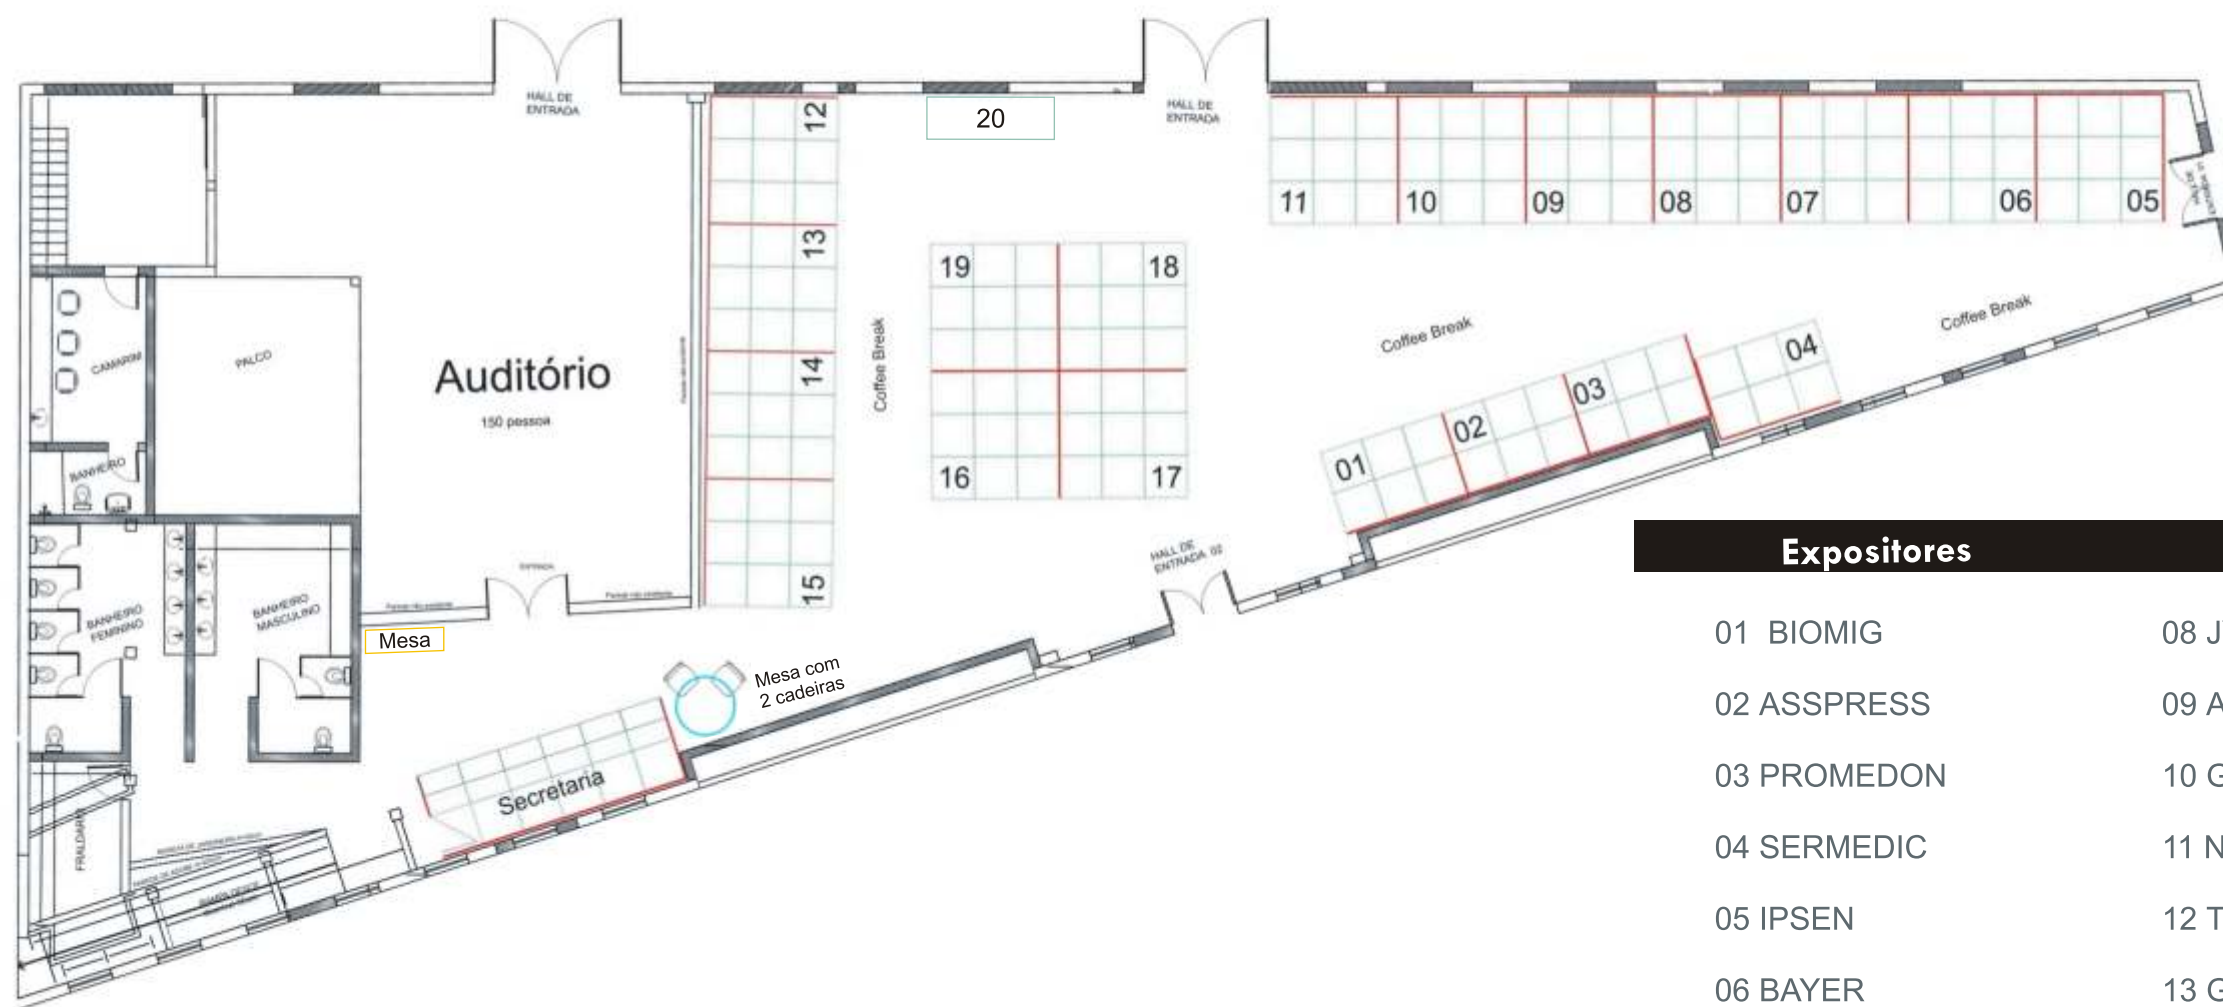 HALL DE
ENTRADA
HALL DE
ENTRADA
12
20
11
10
09
08
07
06
05
13
19
18
Coffee Break
Coffee Break
Coffee Break
CAMARIM
PALCO
Auditório
150 pessoa
14
04
03
02
01
16
17
BANHEIRO
HALL DE
ENTRADA 02
ENTRADA
15
BANHEIRO
FEMININO
BANHEIRO
MASCULINO
Mesa
Mesa com
2 cadeiras
Secretaria
FRALDARIO
Expositores
01 BIOMIG
08 J
02 ASSPRESS
09 A
03 PROMEDON
10 G
04 SERMEDIC
11 N
05 IPSEN
12 T
06 BAYER
13 G